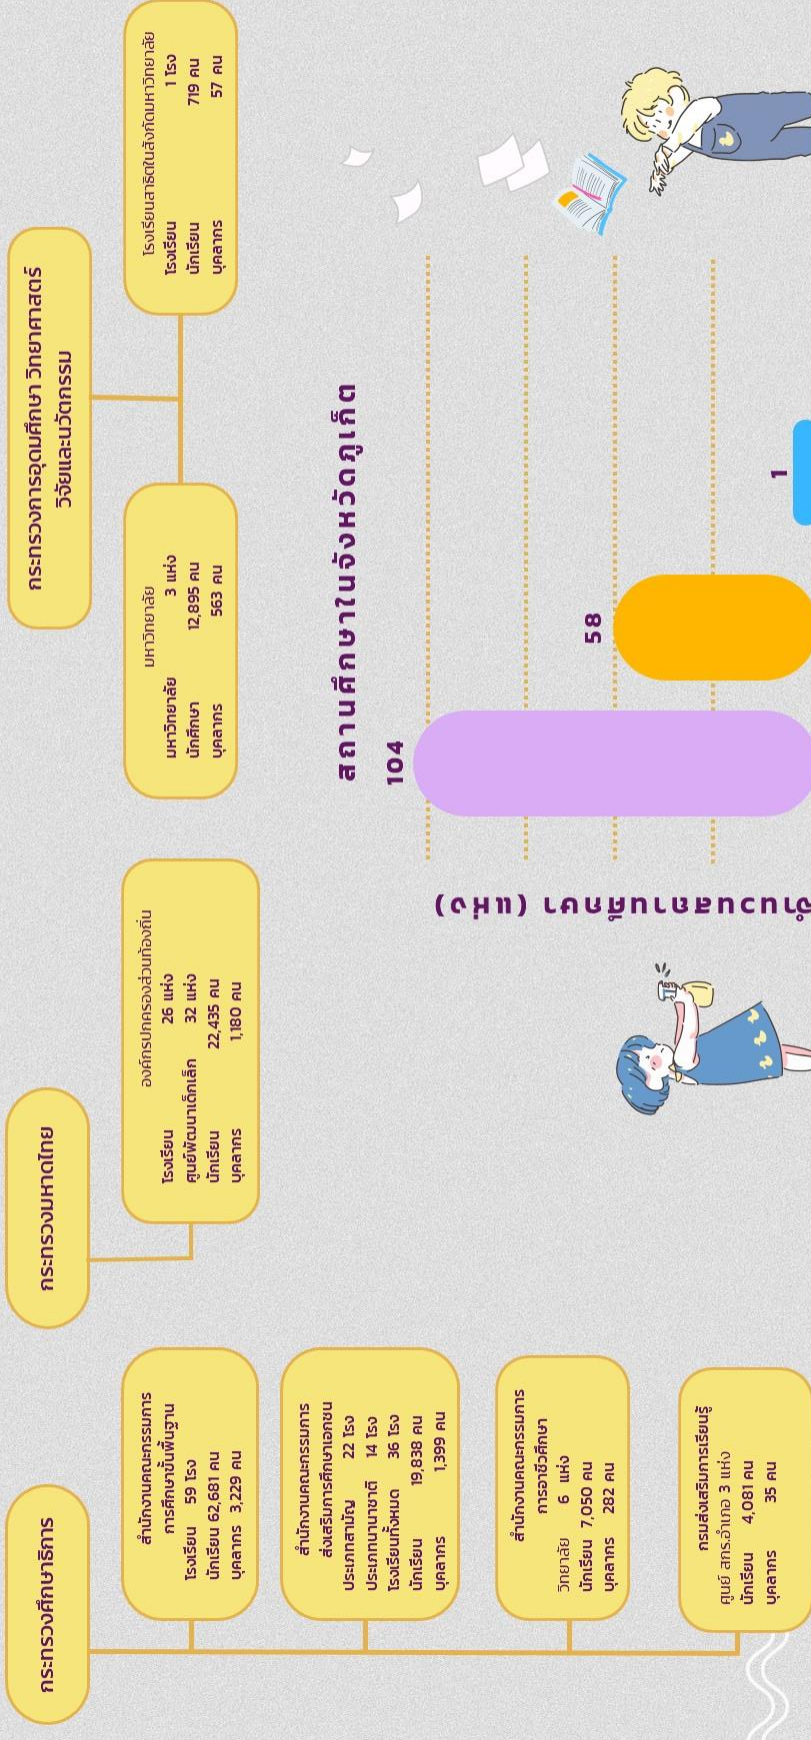 กระทรวงศึกษาธิการ
สำนักงานคณะกรรมการ
การศึกษาขั้นพื้นฐาน
โรงเรียน 59 โรง
นักเรียน 62,681 คน
บุคลากร 3,229 คน
สำนักงานคณะกรรมการ
ส่งเสริมการศึกษาเอกชน
ประเภทสามัญ 22 โรง
ประเภทนานาชาติ 14 โรง
โรงเรียนทั้งหมด 36 โรง
นักเรียน 19,838 คน
บุคลากร 1,399 คน
สำนักงานคณะกรรมการ
การอาชีวศึกษา
วิทยาลัย 6 แห่ง
นักเรียน 7,050 คน
บุคลากร 282 คน
กรมส่งเสริมการเรียนรู้
ศูนย์ สกร.อำเภอ 3 แห่ง
นักเรียน 4,081 คน
บุคลากร 35 คน
กระทรวงมหาดไทย
องค์กรปกครองส่วนท้องถิ่น
โรงเรียน 26 แห่ง
ศูนย์พัฒนาเด็กเล็ก 32 แห่ง
นักเรียน 22,435 คน
บุคลากร 1,180 คน
กระทรวงการอุดมศึกษา วิทยาศาสตร์
วิจัยและนวัตกรรม
มหาวิทยาลัย
มหาวิทยาลัย 3 แห่ง
นักศึกษา 12,895 คน
บุคลากร 563 คน
โรงเรียนสาธิตในสังกัดมหาวิทยาลัย
โรงเรียน 1 โรง
นักเรียน 719 คน
บุคลากร 57 คน
สถานศึกษาในจังหวัดภูเก็ต
จำนวนสถานศึกษา (แห่ง)
104
58
1